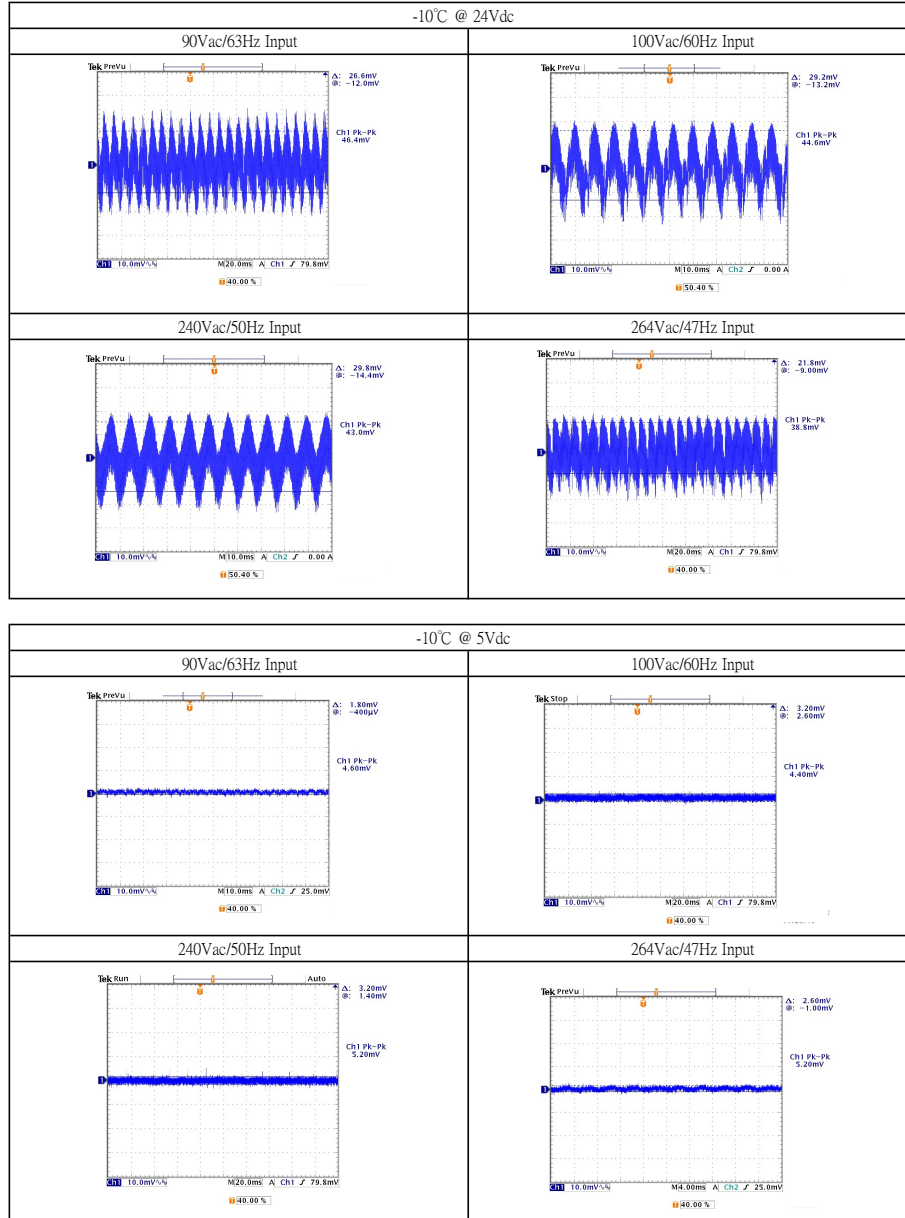 -10℃ @ 24Vdc
90Vac/63Hz Input
100Vac/60Hz Input
Tek PreVu
T
T
Δ: 26.6mV
@: -12.0mV
Ch1 Pk-Pk
46.4mV
1
Ch1 10.0mV∿
M 20.0ms A Ch1 ∫ 79.8mV
T 40.00 %
Tek PreVu
T
T
Δ: 29.2mV
@: -13.2mV
Ch1 Pk-Pk
44.6mV
1
Ch1 10.0mV∿
M 10.0ms A Ch2 ∫ 0.00 A
T 50.40 %
240Vac/50Hz Input
264Vac/47Hz Input
Tek PreVu
T
T
Δ: 29.8mV
@: -14.4mV
Ch1 Pk-Pk
43.0mV
1
Ch1 10.0mV∿
M 10.0ms A Ch2 ∫ 0.00 A
T 50.40 %
Tek PreVu
T
T
Δ: 21.8mV
@: -9.00mV
Ch1 Pk-Pk
38.8mV
1
Ch1 10.0mV∿
M 20.0ms A Ch1 ∫ 79.8mV
T 40.00 %
-10℃ @ 5Vdc
90Vac/63Hz Input
100Vac/60Hz Input
Tek PreVu
T
T
Δ: 1.80mV
@: -400μV
Ch1 Pk-Pk
4.60mV
1
Ch1 10.0mV∿
M 10.0ms A Ch2 ∫ 25.0mV
T 40.00 %
Tek Stop
T
T
Δ: 3.20mV
@: 2.60mV
Ch1 Pk-Pk
4.40mV
1
Ch1 10.0mV∿
M 20.0ms A Ch1 ∫ 79.8mV
T 40.00 %
240Vac/50Hz Input
264Vac/47Hz Input
Tek Run
Auto
T
T
Δ: 3.20mV
@: 1.40mV
Ch1 Pk-Pk
5.20mV
1
Ch1 10.0mV∿
M 20.0ms A Ch1 ∫ 79.8mV
T 40.00 %
Tek PreVu
T
T
Δ: 2.60mV
@: -1.00mV
Ch1 Pk-Pk
5.20mV
1
Ch1 10.0mV∿
M 4.00ms A Ch2 ∫ 25.0mV
T 40.00 %